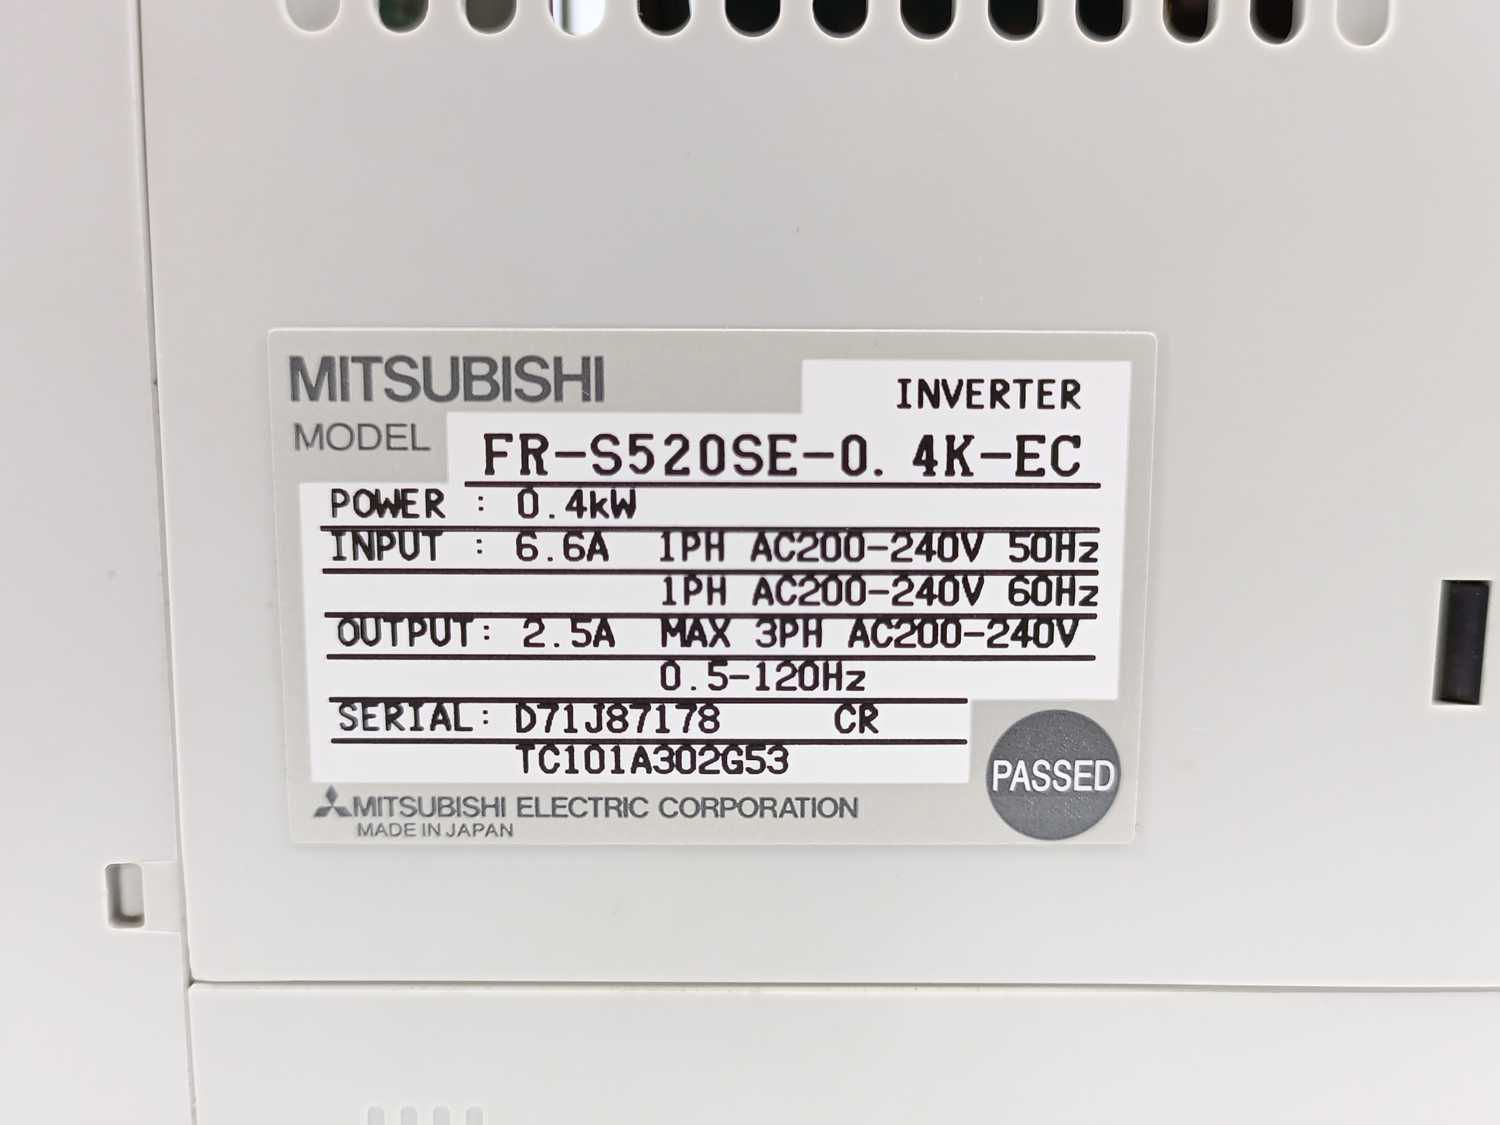 MITSUBISHI
INVERTER
MODEL FR-S520SE-0.4K-EC
POWER : 0.4kW
INPUT : 6.6A 1PH AC200-240V 50Hz
1PH AC200-240V 60Hz
OUTPUT: 2.5A MAX 3PH AC200-240V
0.5-120Hz
SERIAL: D71J87178 CR
TC101A302G53
PASSED
MITSUBISHI ELECTRIC CORPORATION
MADE IN JAPAN